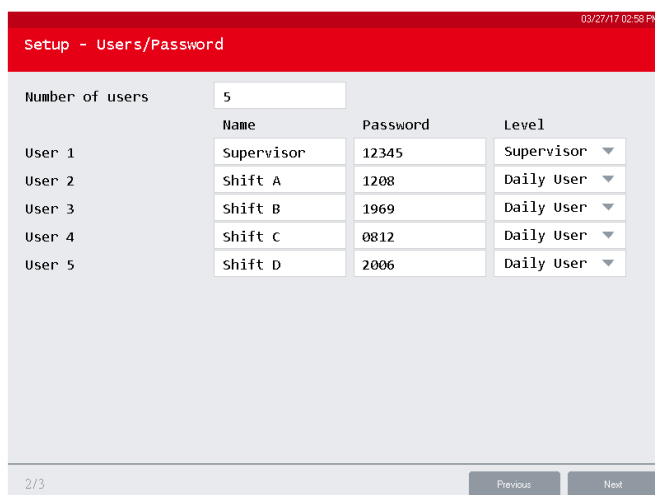 03/27/17 02:58 PM
Setup - Users/Password
Number of users 5
Name Password Level
User 1 Supervisor 12345 Supervisor
User 2 Shift A 1208 Daily User
User 3 Shift B 1969 Daily User
User 4 Shift C 0812 Daily User
User 5 Shift D 2006 Daily User
2/3 Previous Next